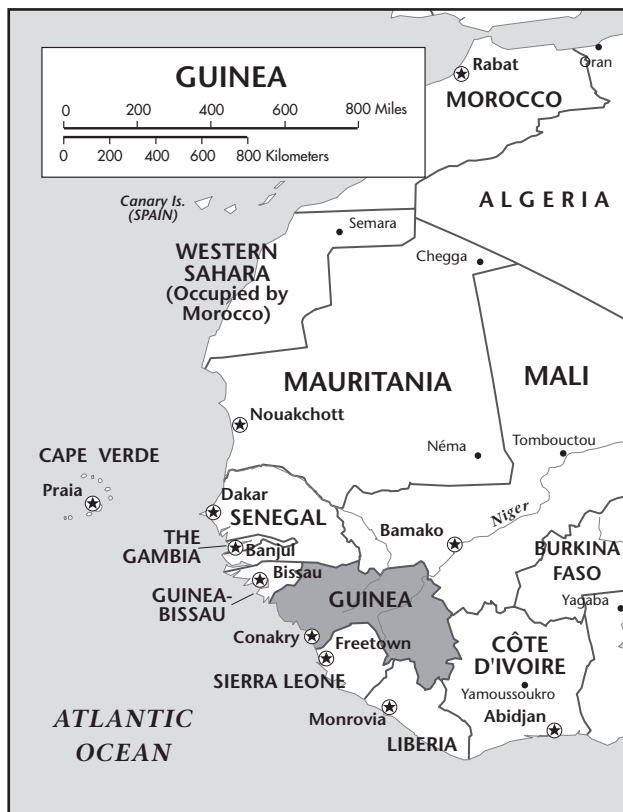 GUINEA
0 200 400 600 800 Miles
0 200 400 600 800 Kilometers
Rabat
Oran
MOROCCO
Canary Is.
(SPAIN)
ALGERIA
Semara
Chegga
WESTERN
SAHARA
(Occupied by
Morocco)
MAURITANIA
MALI
Nouakchott
Néma
Tombouctou
CAPE VERDE
Praia
Dakar
SENEGAL
Niger
Bamako
THE
GAMBIA
Banjul
BURKINA
FASO
Bissau
GUINEA-
BISSAU
GUINEA
Yagaba
Conakry
Freetown
CÔTE
D'IVOIRE
SIERRA LEONE
Yamoussoukro
Monrovia
Abidjan
LIBERIA
ATLANTIC
OCEAN